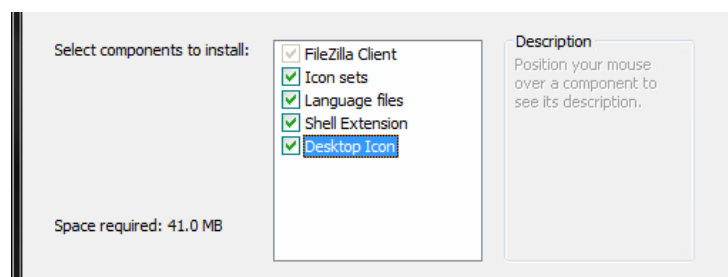 Select components to install:
FileZilla Client
Icon sets
Language files
Shell Extension
Desktop Icon
Description
Position your mouse
over a component to
see its description.
Space required: 41.0 MB